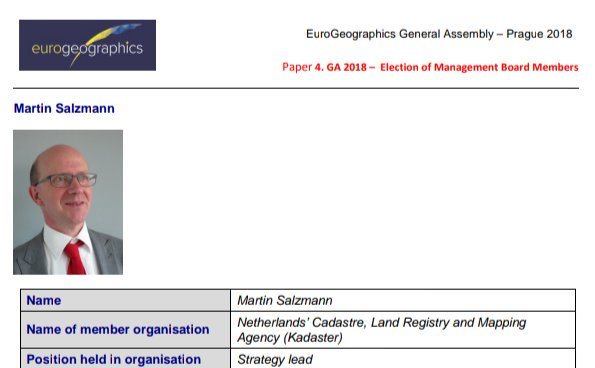 eurogeographics
EuroGeographics General Assembly – Prague 2018
Paper 4. GA 2018 – Election of Management Board Members
Martin Salzmann
Name Martin Salzmann
Name of member organisation Netherlands' Cadastre, Land Registry and Mapping
Agency (Kadaster)
Position held in organisation Strategy lead